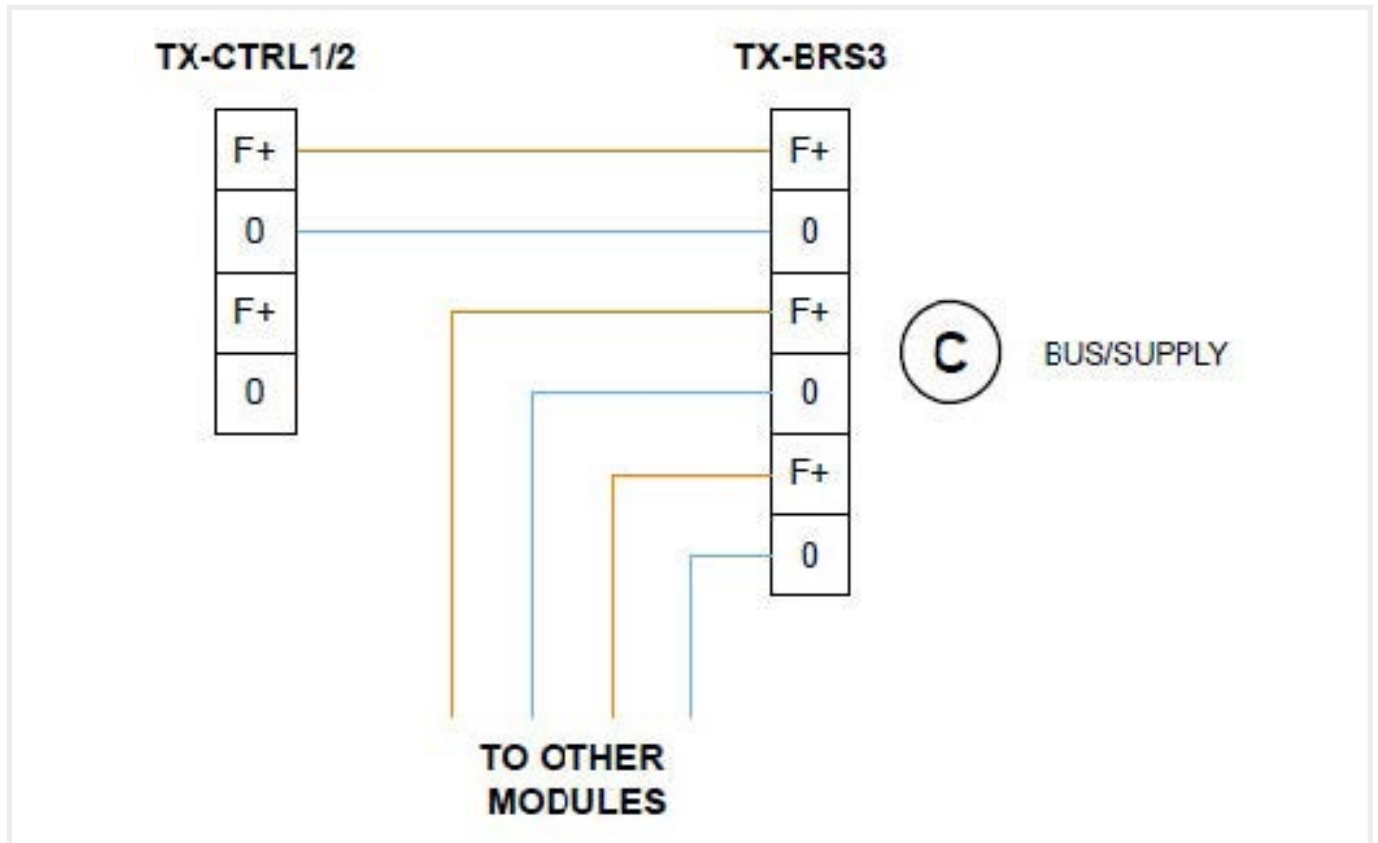 TX-CTRL1/2
TX-BRS3
F+
0
F+
0
F+
0
F+
0
F+
0
C
BUS/SUPPLY
TO OTHER
MODULES